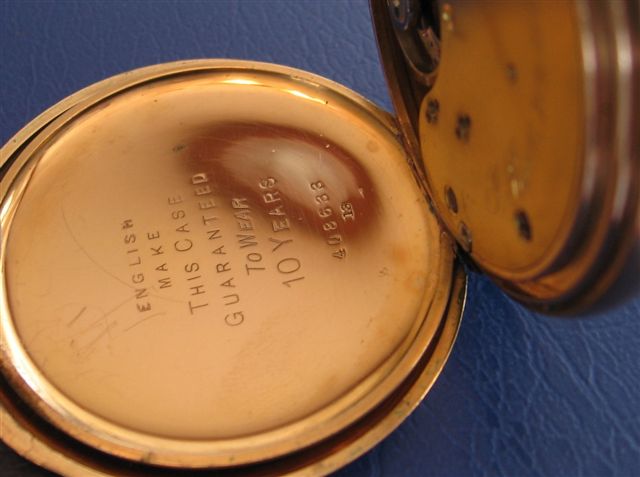 ENGLISH
MAKE
THIS CASE
GUARANTEED
TO WEAR
10 YEARS
408633
13